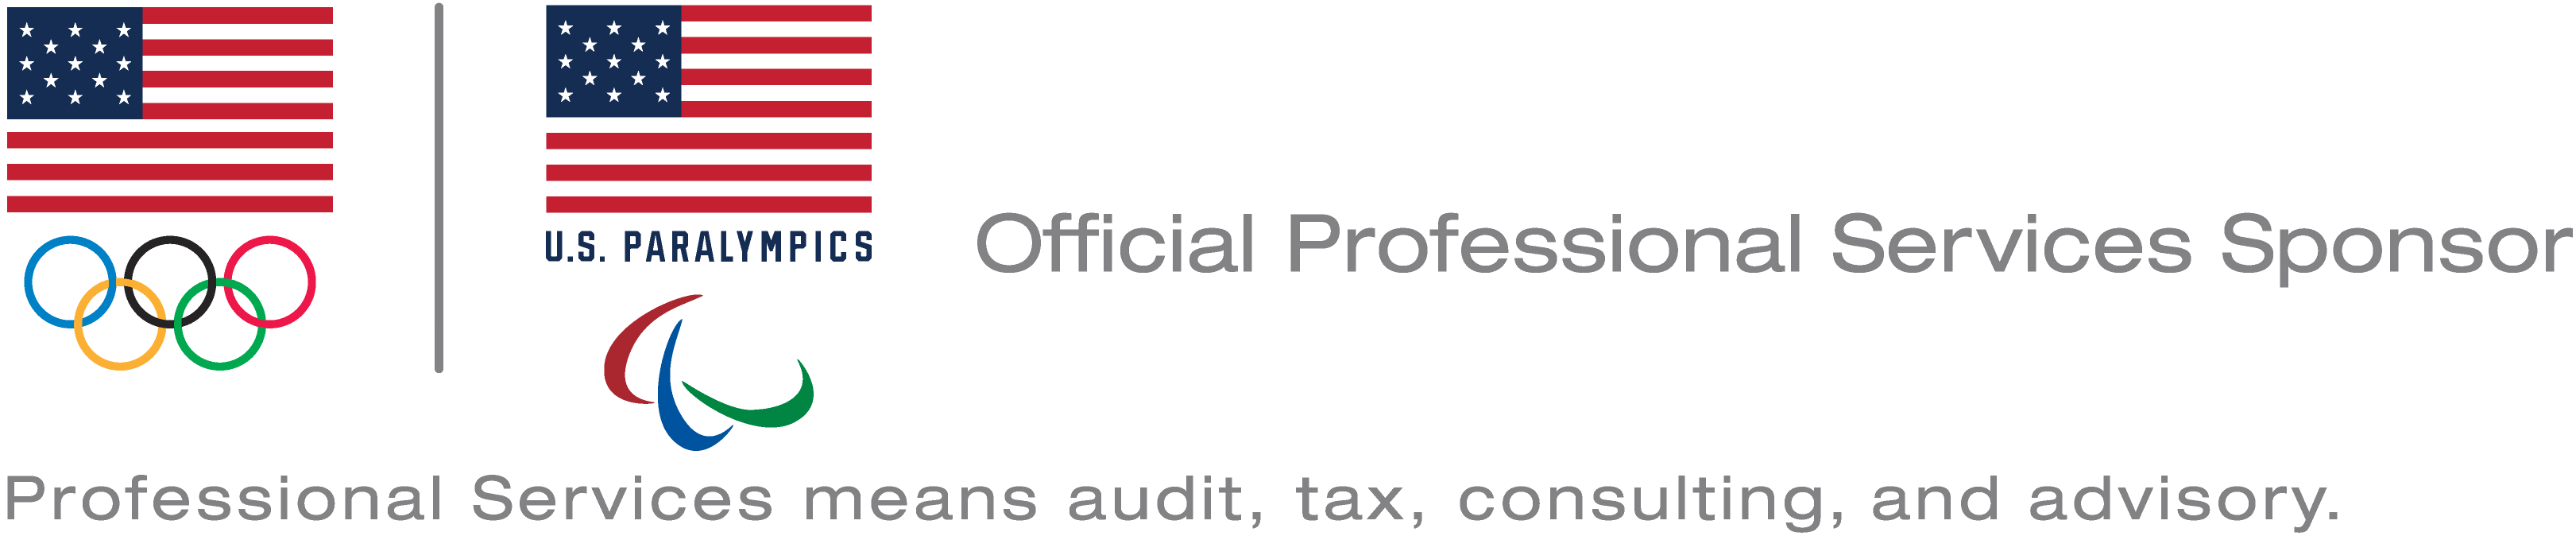 U.S. PARALYMPICS
Official Professional Services Sponsor
Professional Services means audit, tax, consulting, and advisory.